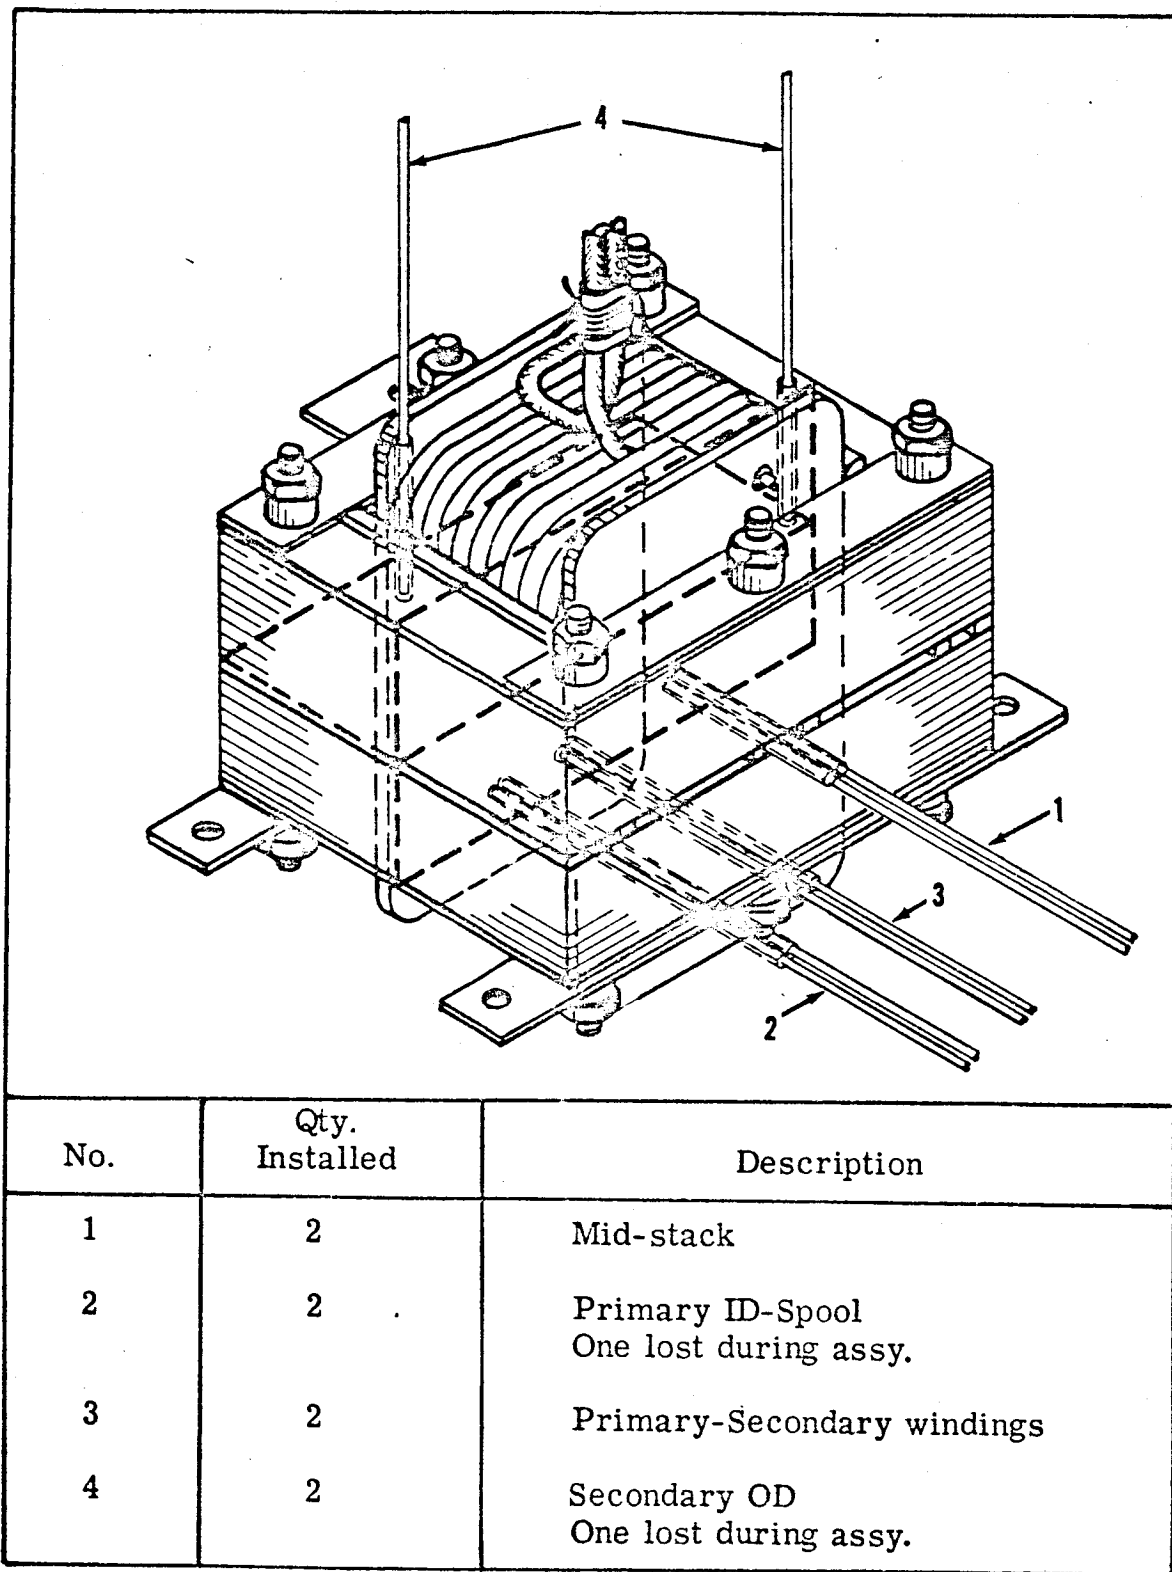 4
1
3
2
No. Qty. Installed Description
1 2 Mid-stack
2 2 Primary ID-Spool
One lost during assy.
3 2 Primary-Secondary windings
4 2 Secondary OD
One lost during assy.